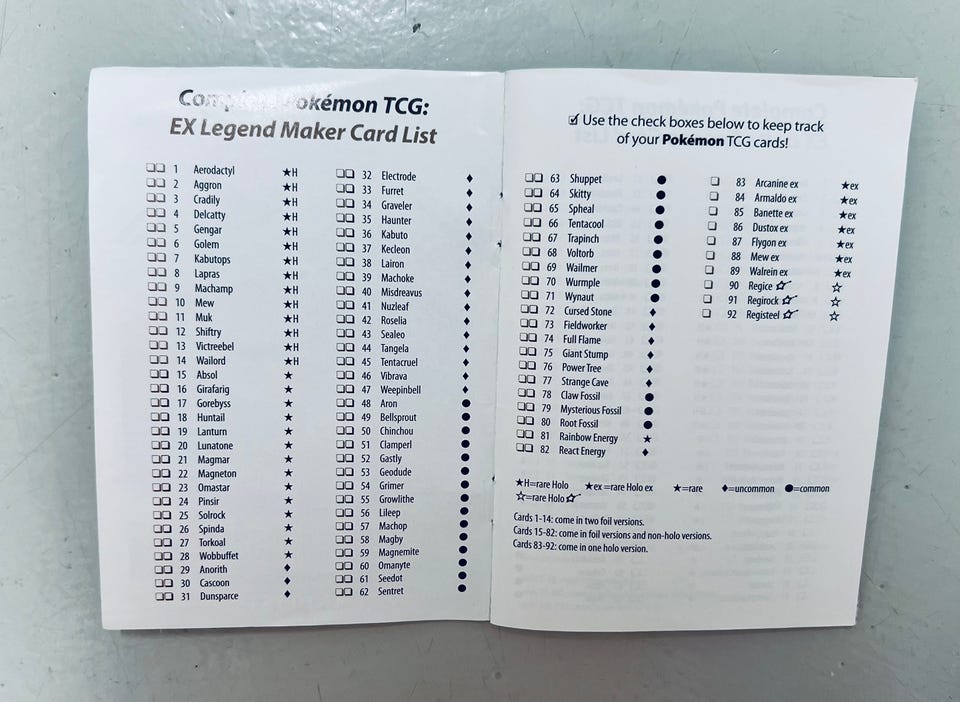 Complete Pokémon TCG:
EX Legend Maker Card List
❏❏ 1 Aerodactyl ★H
❏❏ 2 Aggron ★H
❏❏ 3 Cradily ★H
❏❏ 4 Delcatty ★H
❏❏ 5 Gengar ★H
❏❏ 6 Golem ★H
❏❏ 7 Kabutops ★H
❏❏ 8 Lapras ★H
❏❏ 9 Machamp ★H
❏❏ 10 Mew ★H
❏❏ 11 Muk ★H
❏❏ 12 Shiftry ★H
❏❏ 13 Victreebel ★H
❏❏ 14 Wailord ★H
❏❏ 15 Absol ★
❏❏ 16 Girafarig ★
❏❏ 17 Gorebyss ★
❏❏ 18 Huntail ★
❏❏ 19 Lanturn ★
❏❏ 20 Lunatone ★
❏❏ 21 Magmar ★
❏❏ 22 Magneton ★
❏❏ 23 Omastar ★
❏❏ 24 Pinsir ★
❏❏ 25 Solrock ★
❏❏ 26 Spinda ★
❏❏ 27 Torkoal ★
❏❏ 28 Wobbuffet ★
❏❏ 29 Anorith ♦
❏❏ 30 Cascoon ♦
❏❏ 31 Dunsparce ♦
❏❏ 32 Electrode ♦
❏❏ 33 Furret ♦
❏❏ 34 Graveler ♦
❏❏ 35 Haunter ♦
❏❏ 36 Kabuto ♦
❏❏ 37 Kecleon ♦
❏❏ 38 Lairon ♦
❏❏ 39 Machoke ♦
❏❏ 40 Misdreavus ♦
❏❏ 41 Nuzleaf ♦
❏❏ 42 Roselia ♦
❏❏ 43 Sealeo ♦
❏❏ 44 Tangela ♦
❏❏ 45 Tentacruel ♦
❏❏ 46 Vibrava ♦
❏❏ 47 Weepinbell ♦
❏❏ 48 Aron ●
❏❏ 49 Bellsprout ●
❏❏ 50 Chinchou ●
❏❏ 51 Clamperl ●
❏❏ 52 Gastly ●
❏❏ 53 Geodude ●
❏❏ 54 Grimer ●
❏❏ 55 Growlithe ●
❏❏ 56 Lileep ●
❏❏ 57 Machop ●
❏❏ 58 Magby ●
❏❏ 59 Magnemite ●
❏❏ 60 Omanyte ●
❏❏ 61 Seedot ●
❏❏ 62 Sentret ●
☑ Use the check boxes below to keep track
of your Pokémon TCG cards!
❏❏ 63 Shuppet ●
❏❏ 64 Skitty ●
❏❏ 65 Spheal ●
❏❏ 66 Tentacool ●
❏❏ 67 Trapinch ●
❏❏ 68 Voltorb ●
❏❏ 69 Wailmer ●
❏❏ 70 Wurmple ●
❏❏ 71 Wynaut ●
❏❏ 72 Cursed Stone ♦
❏❏ 73 Fieldworker ♦
❏❏ 74 Full Flame ♦
❏❏ 75 Giant Stump ♦
❏❏ 76 Power Tree ♦
❏❏ 77 Strange Cave ♦
❏❏ 78 Claw Fossil ●
❏❏ 79 Mysterious Fossil ●
❏❏ 80 Root Fossil ●
❏❏ 81 Rainbow Energy ★
❏❏ 82 React Energy ♦
❏ 83 Arcanine ex ★ex
❏ 84 Armaldo ex ★ex
❏ 85 Banette ex ★ex
❏ 86 Dustox ex ★ex
❏ 87 Flygon ex ★ex
❏ 88 Mew ex ★ex
❏ 89 Walrein ex ★ex
❏ 90 Regice ☆ ☆
❏ 91 Regirock ☆ ☆
❏ 92 Registeel ☆ ☆
★H=rare Holo ★ex=rare Holo ex ★=rare ♦=uncommon ●=common
☆=rare Holo ☆
Cards 1-14: come in two foil versions.
Cards 15-82: come in foil versions and non-holo versions.
Cards 83-92: come in one holo version.